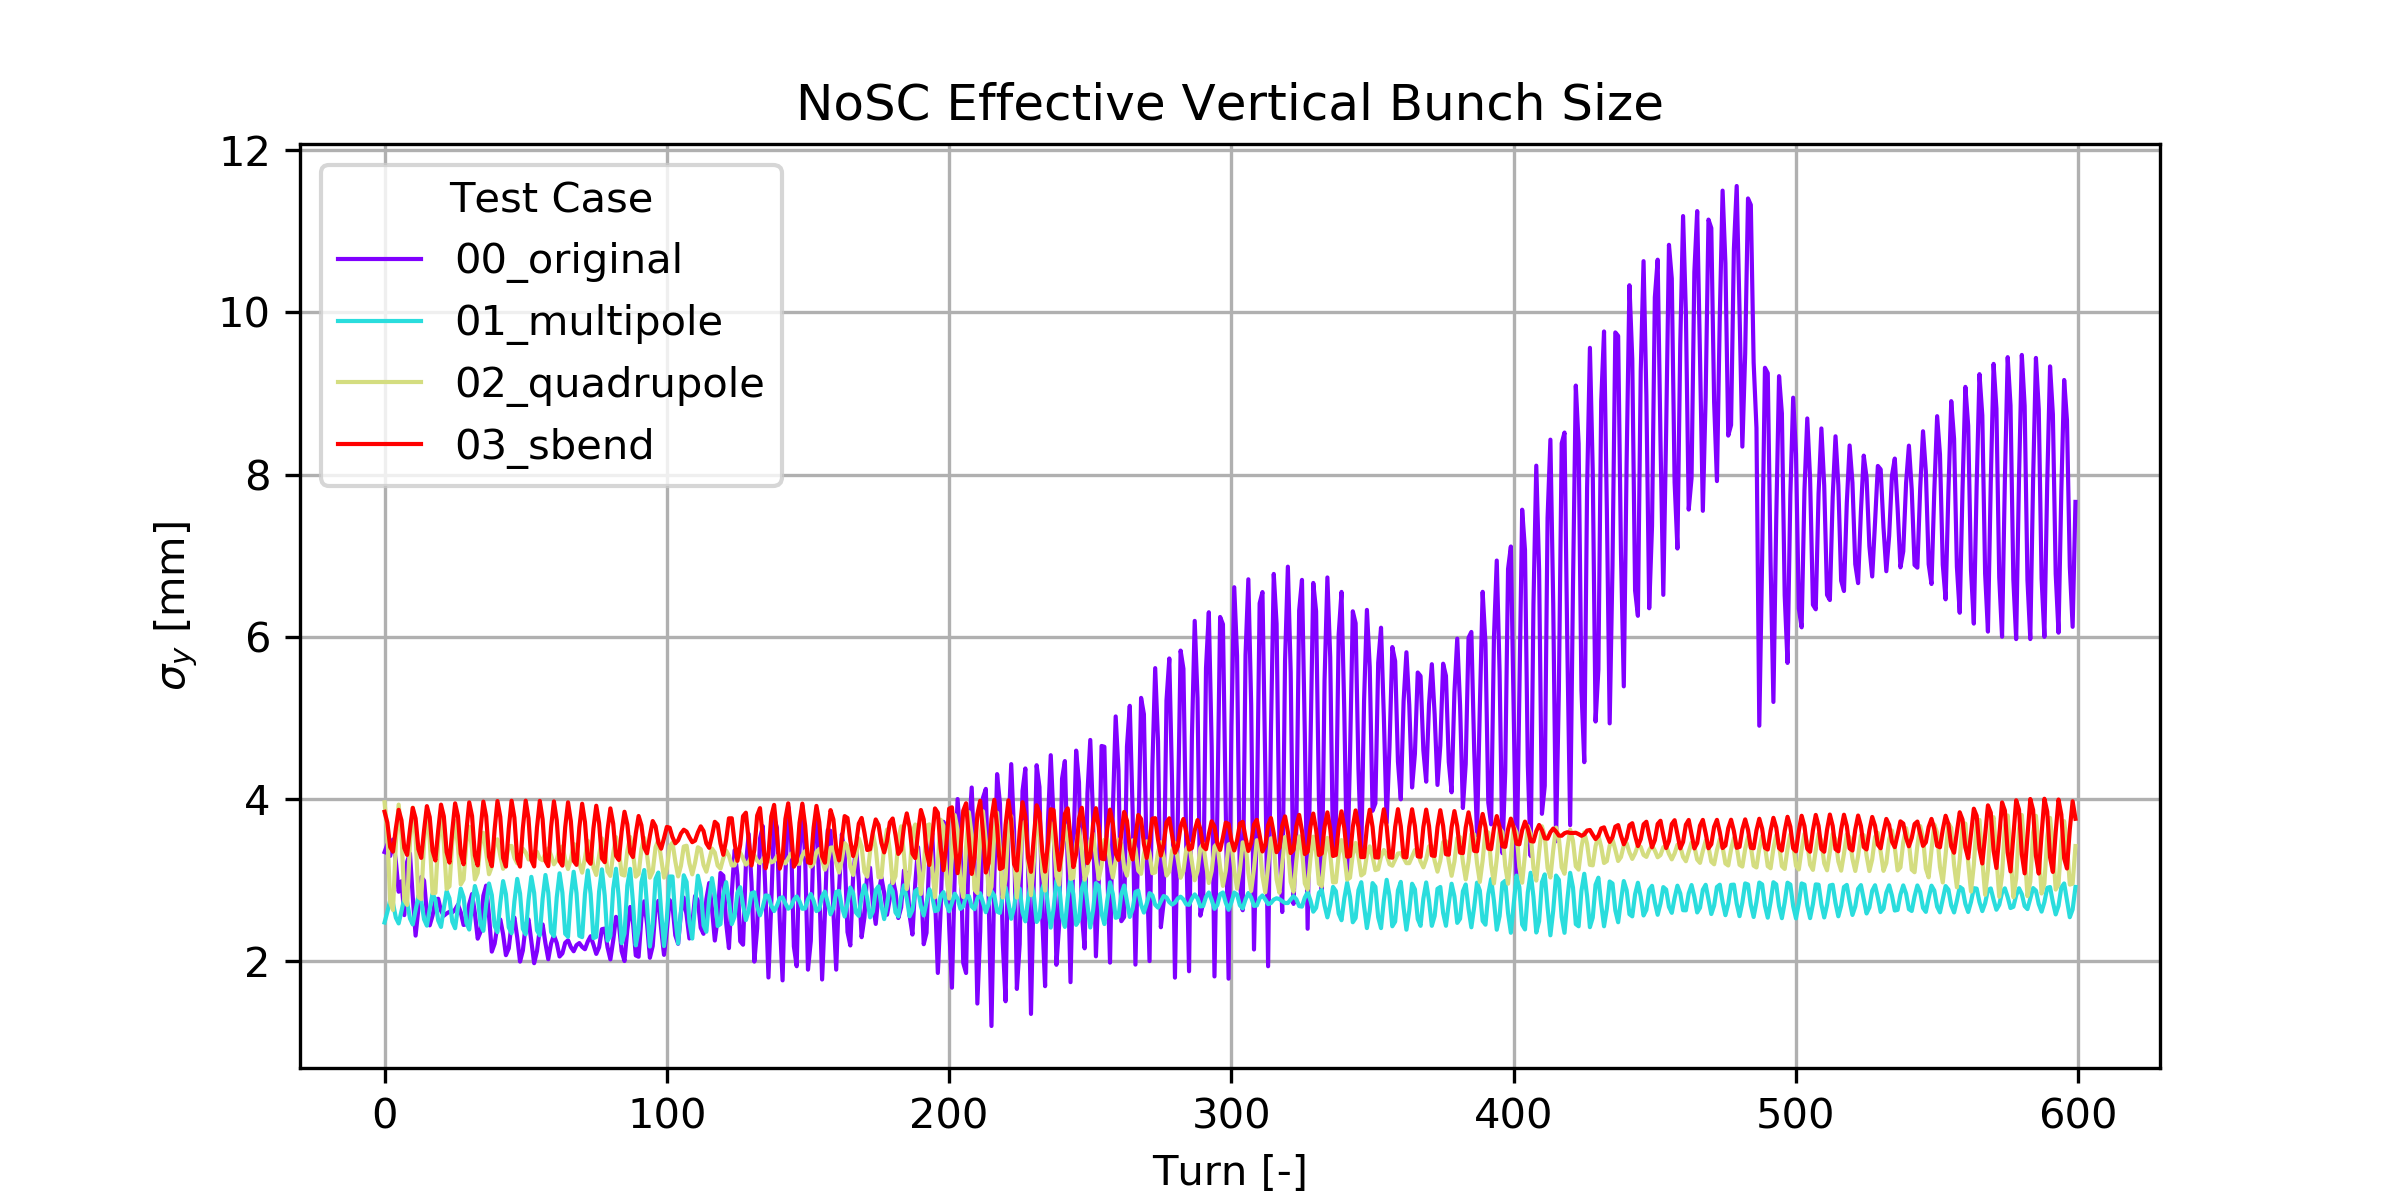 NoSC Effective Vertical Bunch Size
12
10
8
6
4
2
σy [mm]
Test Case
00_original
01_multipole
02_quadrupole
03_sbend
0 100 200 300 400 500 600
Turn [-]